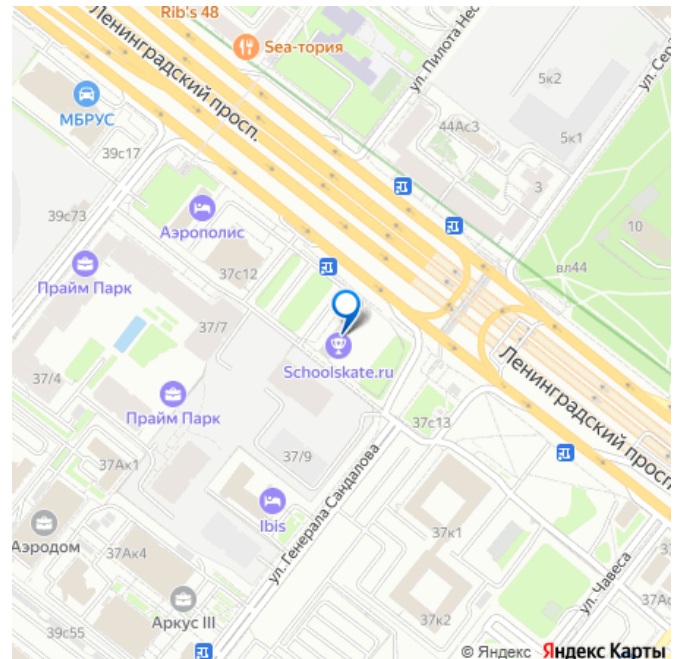 Rib's 48
Sea-тория
Ленинградский просп.
ул. Пилота Нес
ул. Сер
5к2
5к1
44Ас3
МБРУС
39с17
3
39с73
Аэрополис
10
вл44
37с12
Прайм Парк
37/7
Schoolskate.ru
Ленинградский просп.
37/4
Прайм Парк
37с13
37Ак1
37/9
ул. Генерала Сандалова
Ibis
37к1
Аэродом
37Ак4
ул. Чавеса
37Ас
Аркус III
37к2
39с55
© Яндекс Яндекс Карты